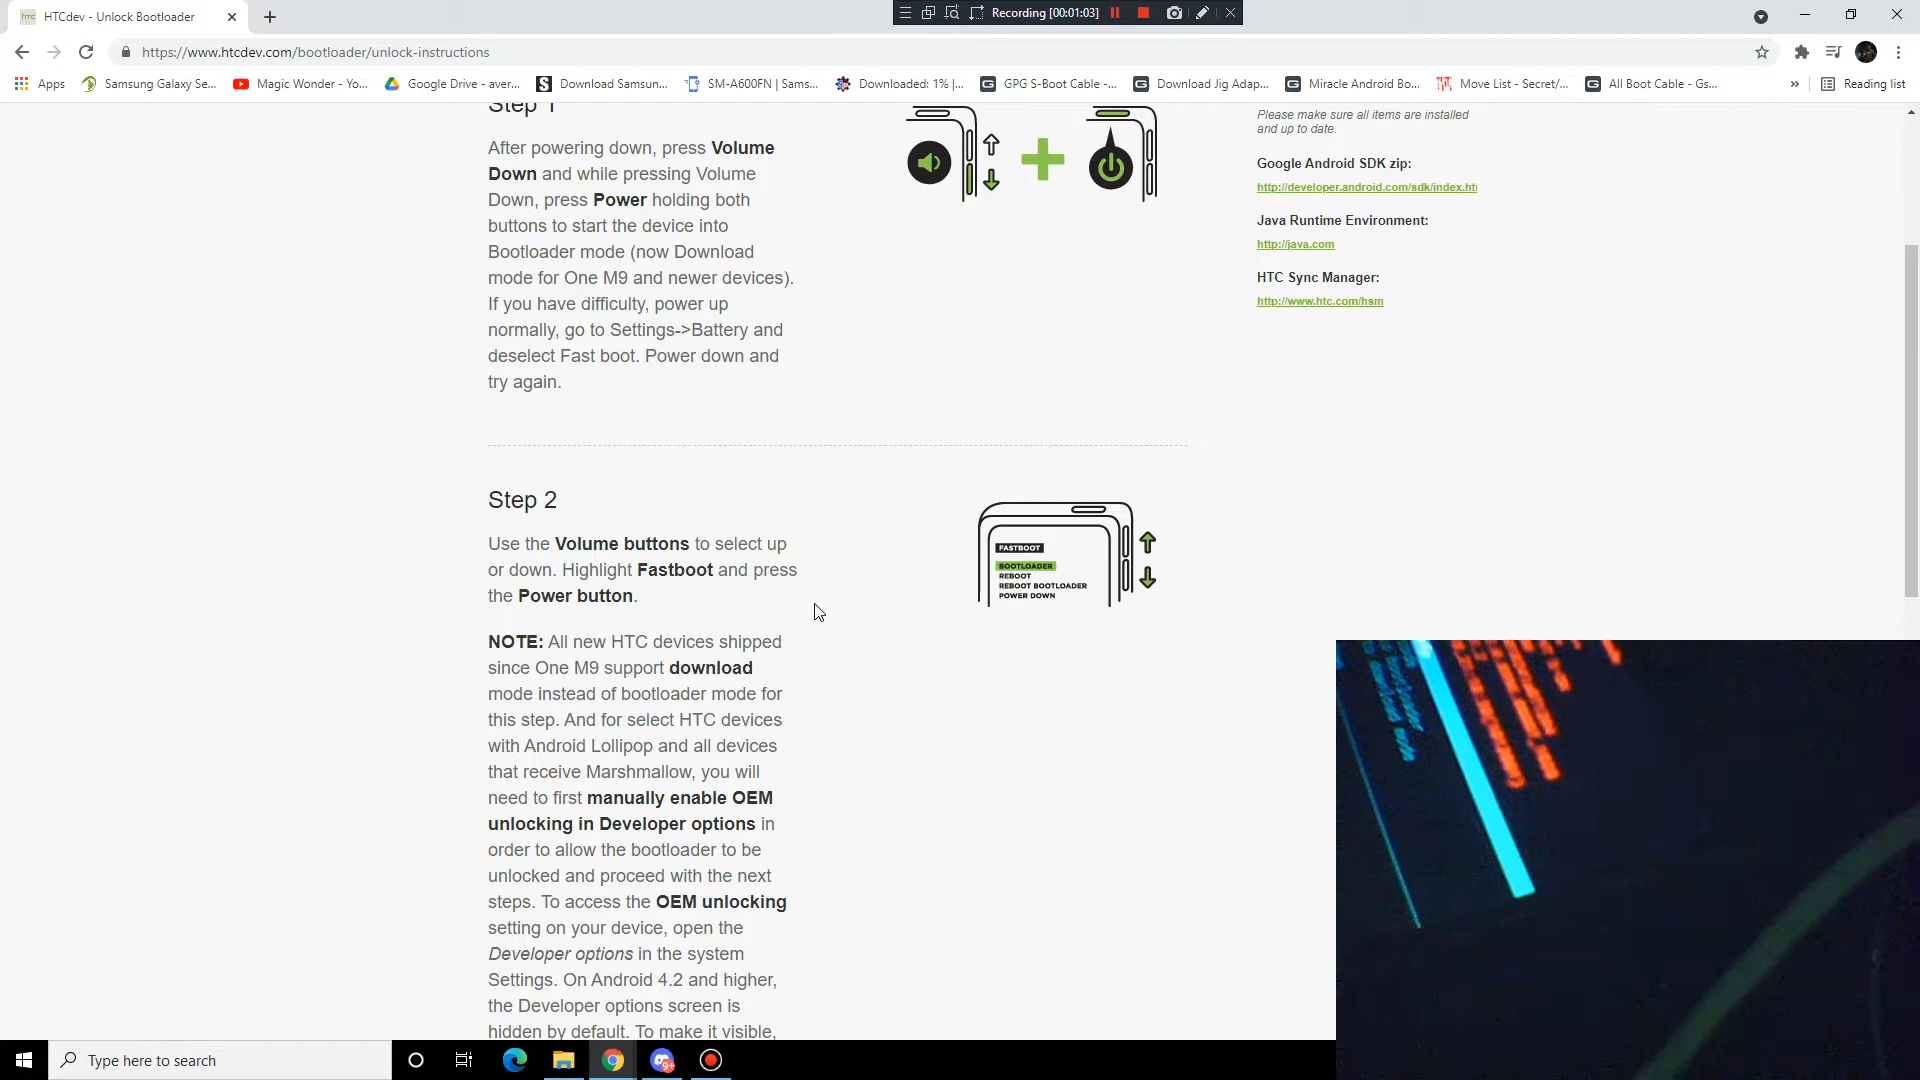 HTCdev - Unlock Bootloader
Recording [00:01:03]
https://www.htcdev.com/bootloader/unlock-instructions
Apps
Samsung Galaxy Se...
Magic Wonder - Yo...
Google Drive - aver...
Download Samsun...
SM-A600FN | Sams...
Downloaded: 1% |...
GPG S-Boot Cable -...
Download Jig Adap...
Miracle Android Bo...
Move List - Secret/...
All Boot Cable - Gs...
»
Reading list
Step 1
After powering down, press Volume
Down and while pressing Volume
Down, press Power holding both
buttons to start the device into
Bootloader mode (now Download
mode for One M9 and newer devices).
If you have difficulty, power up
normally, go to Settings->Battery and
deselect Fast boot. Power down and
try again.
Please make sure all items are installed
and up to date.
Google Android SDK zip:
http://developer.android.com/sdk/index.ht
Java Runtime Environment:
http://java.com
HTC Sync Manager:
http://www.htc.com/hsm
Step 2
Use the Volume buttons to select up
or down. Highlight Fastboot and press
the Power button.
FASTBOOT
BOOTLOADER
REBOOT
REBOOT BOOTLOADER
POWER DOWN
NOTE: All new HTC devices shipped
since One M9 support download
mode instead of bootloader mode for
this step. And for select HTC devices
with Android Lollipop and all devices
that receive Marshmallow, you will
need to first manually enable OEM
unlocking in Developer options in
order to allow the bootloader to be
unlocked and proceed with the next
steps. To access the OEM unlocking
setting on your device, open the
Developer options in the system
Settings. On Android 4.2 and higher,
the Developer options screen is
hidden by default. To make it visible,
Type here to search
9+